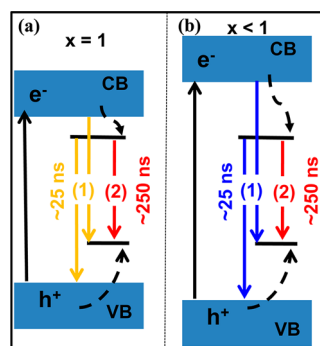 (a)
x = 1
CB
e-
~25 ns
(1)
(2)
~250 ns
h+
VB
(b)
x < 1
CB
e-
~25 ns
(1)
(2)
~250 ns
h+
VB